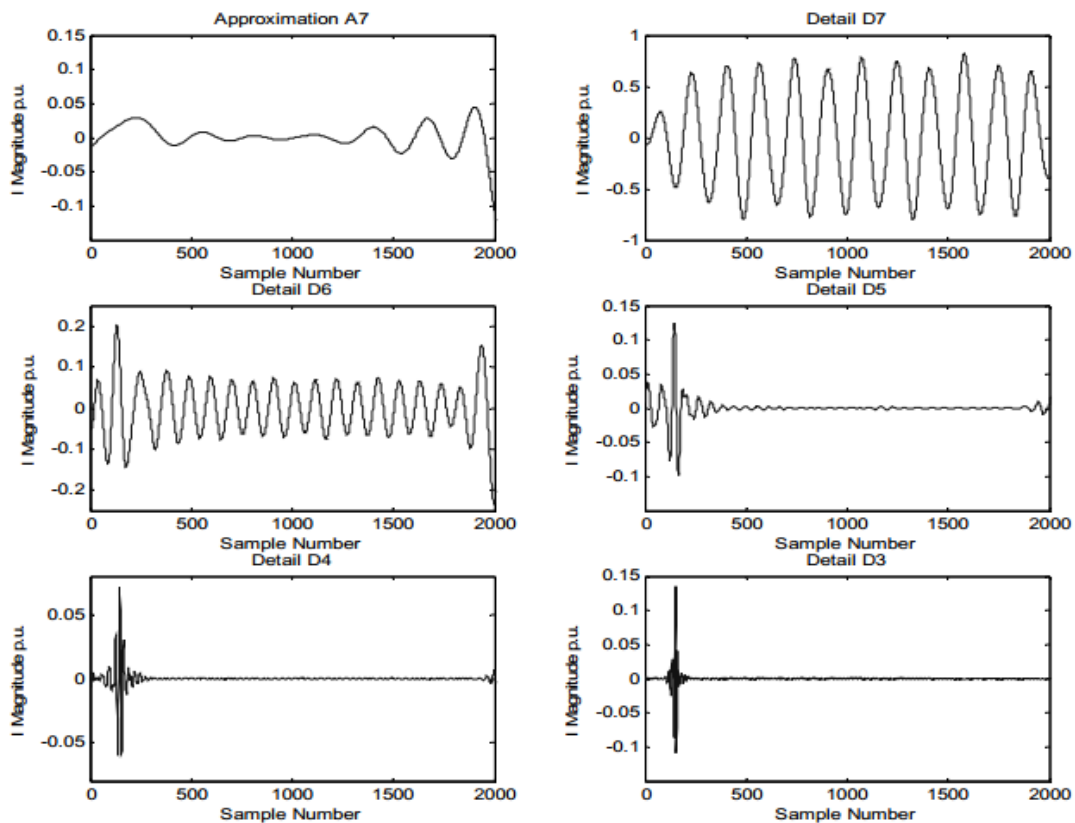 Approximation A7
0.15
0.1
0.05
0
-0.05
-0.1
I Magnitude p.u.
0 500 1000 1500 2000
Sample Number
Detail D7
1
0.5
0
-0.5
-1
I Magnitude p.u.
0 500 1000 1500 2000
Sample Number
Detail D6
0.2
0.1
0
-0.1
-0.2
I Magnitude p.u.
0 500 1000 1500 2000
Sample Number
Detail D5
0.15
0.1
0.05
0
-0.05
-0.1
I Magnitude p.u.
0 500 1000 1500 2000
Sample Number
Detail D4
0.05
0
-0.05
I Magnitude p.u.
0 500 1000 1500 2000
Sample Number
Detail D3
0.15
0.1
0.05
0
-0.05
-0.1
I Magnitude p.u.
0 500 1000 1500 2000
Sample Number